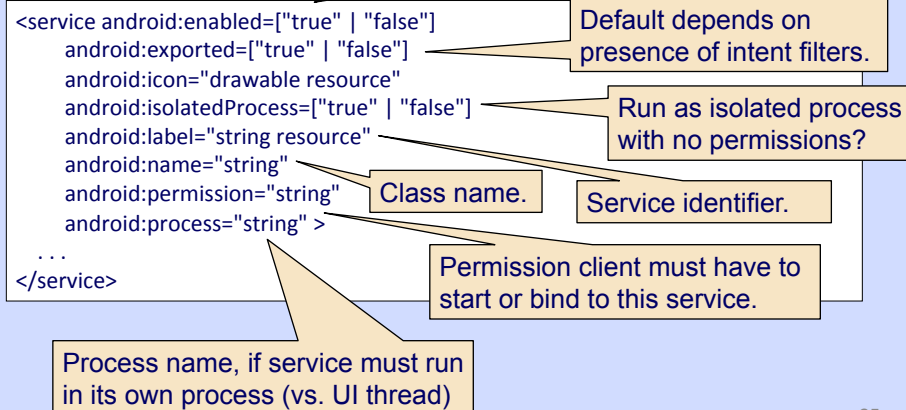 <service android:enabled=["true" | "false"]
android:exported=["true" | "false"]
android:icon="drawable resource"
android:isolatedProcess=["true" | "false"]
android:label="string resource"
android:name="string"
android:permission="string"
android:process="string" >
. . .
</service>
Default depends on
presence of intent filters.
Run as isolated process
with no permissions?
Class name.
Service identifier.
Permission client must have to
start or bind to this service.
Process name, if service must run
in its own process (vs. UI thread)